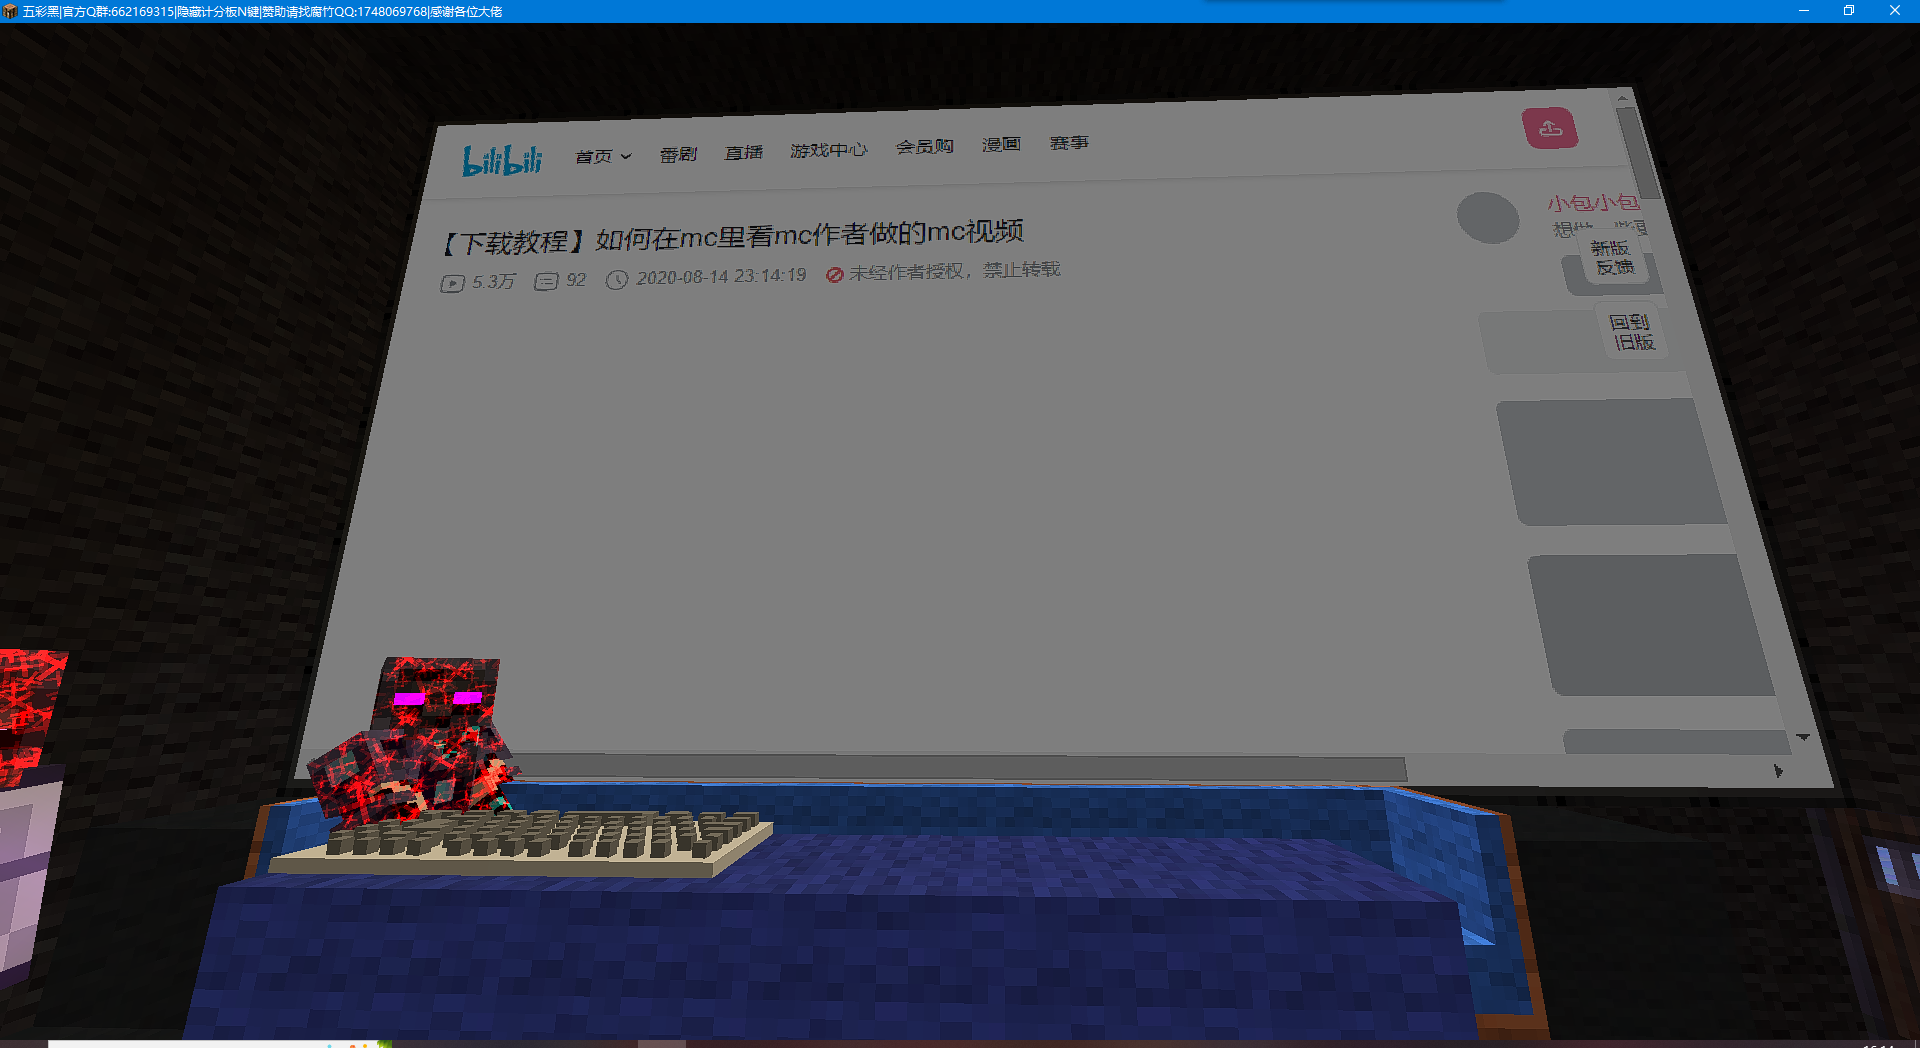 五彩黑|官方Q群:662169315|隐藏计分板N键|赞助请找腐竹QQ:1748069768|感谢各位大佬
bilibili 首页 番剧 直播 游戏中心 会员购 漫画 赛事
【下载教程】如何在mc里看mc作者做的mc视频
5.3万 92 2020-08-14 23:14:19 未经作者授权，禁止转载
小包小包
新版
反馈
回到
旧版